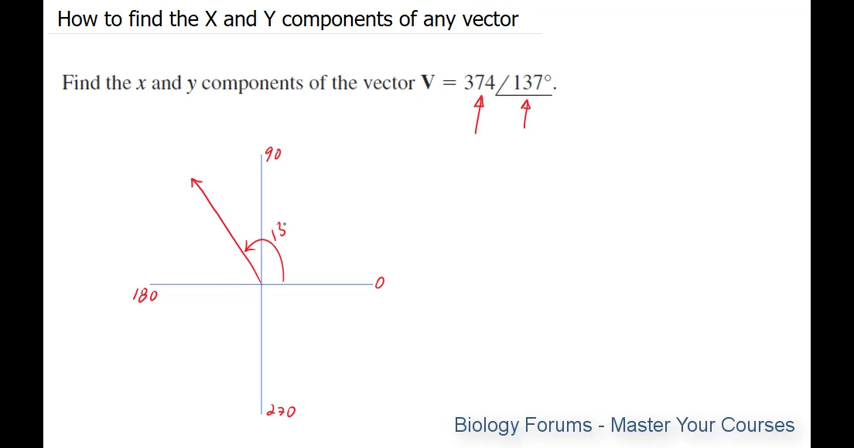 How to find the X and Y components of any vector
Find the x and y components of the vector V = 374/137°.
90
13
180
0
270
Biology Forums - Master Your Courses